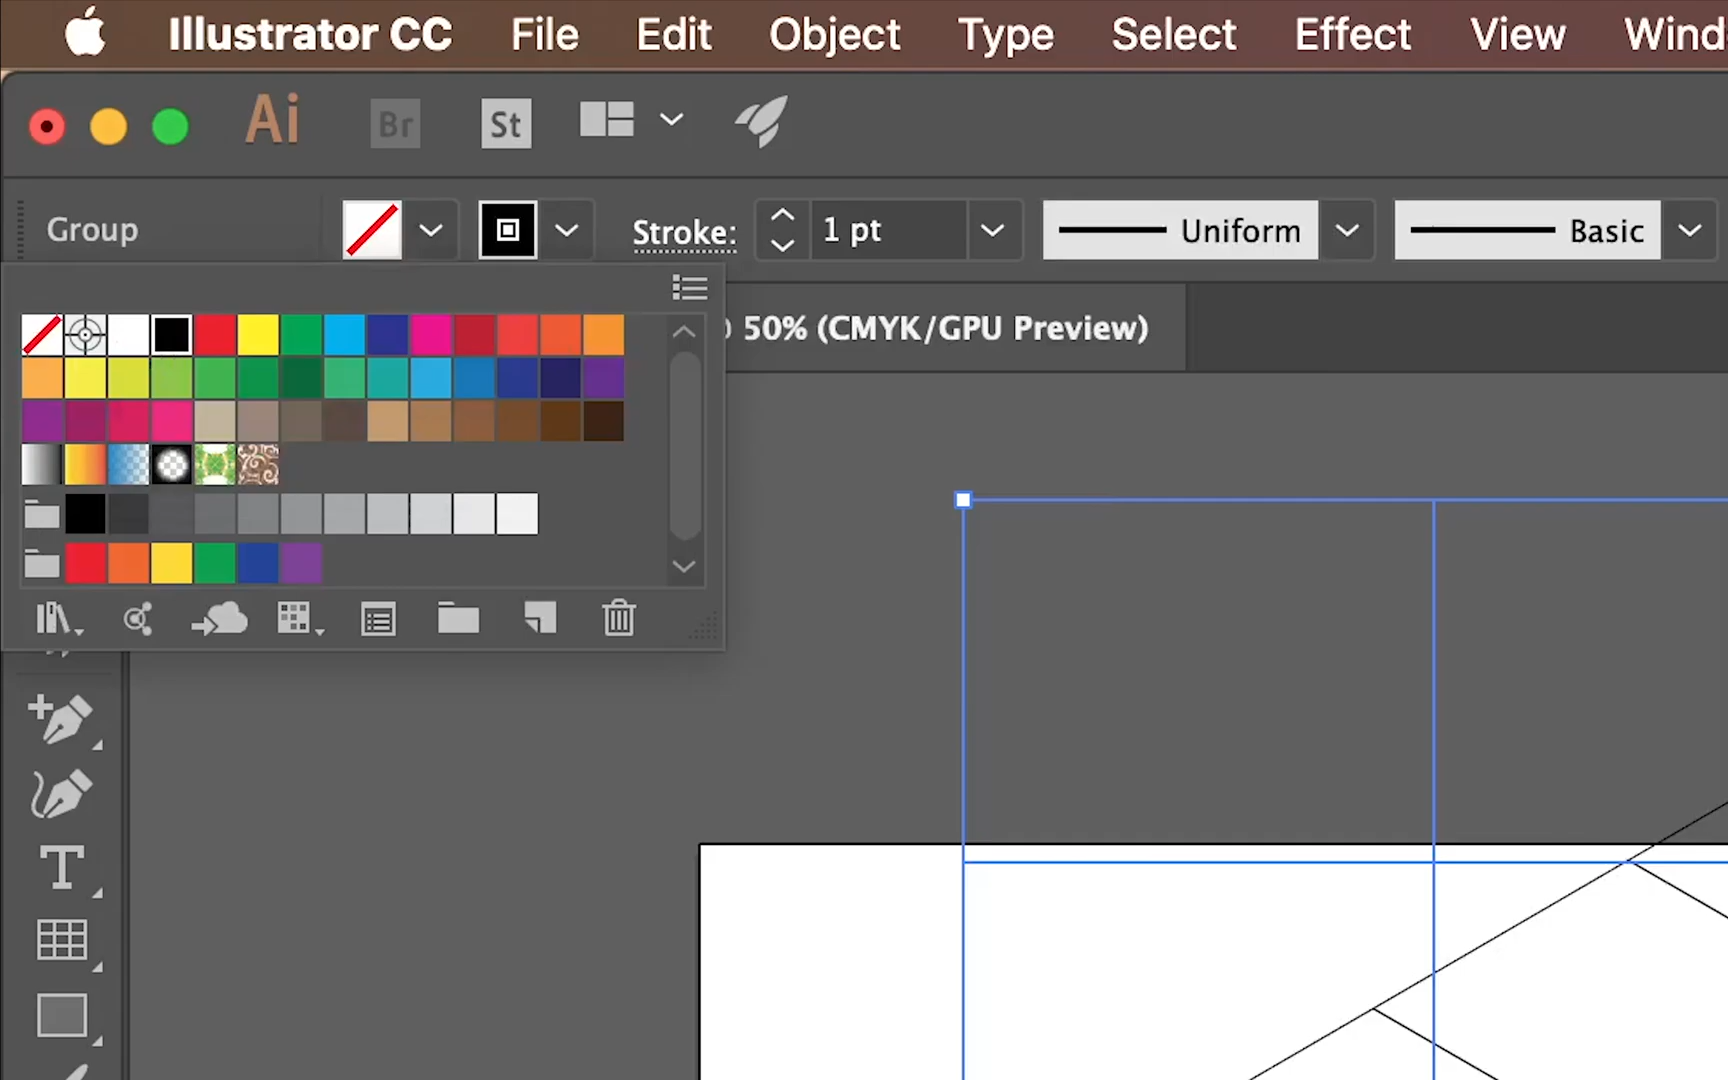 Illustrator CC File Edit Object Type Select Effect View Wind
Ai Br St
Group Stroke: 1 pt Uniform Basic
50% (CMYK/GPU Preview)
T